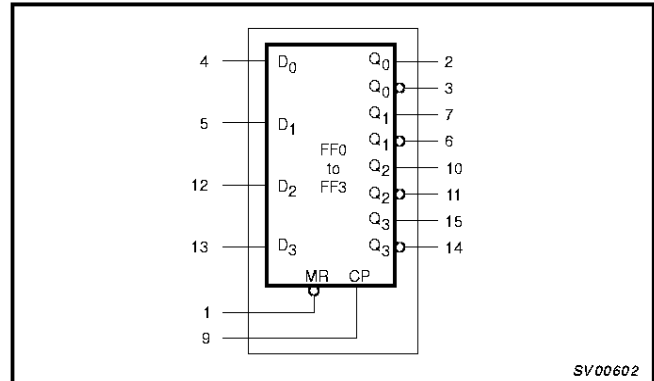 4 D₀ Q₀ 2
Q₀ 3
Q₁ 7
5 D₁
Q₁ 6
FF0
to
FF3
Q₂ 10
12 D₂ Q₂ 11
Q₃ 15
13 D₃ Q₃ 14
MR CP
1
9
SV00602